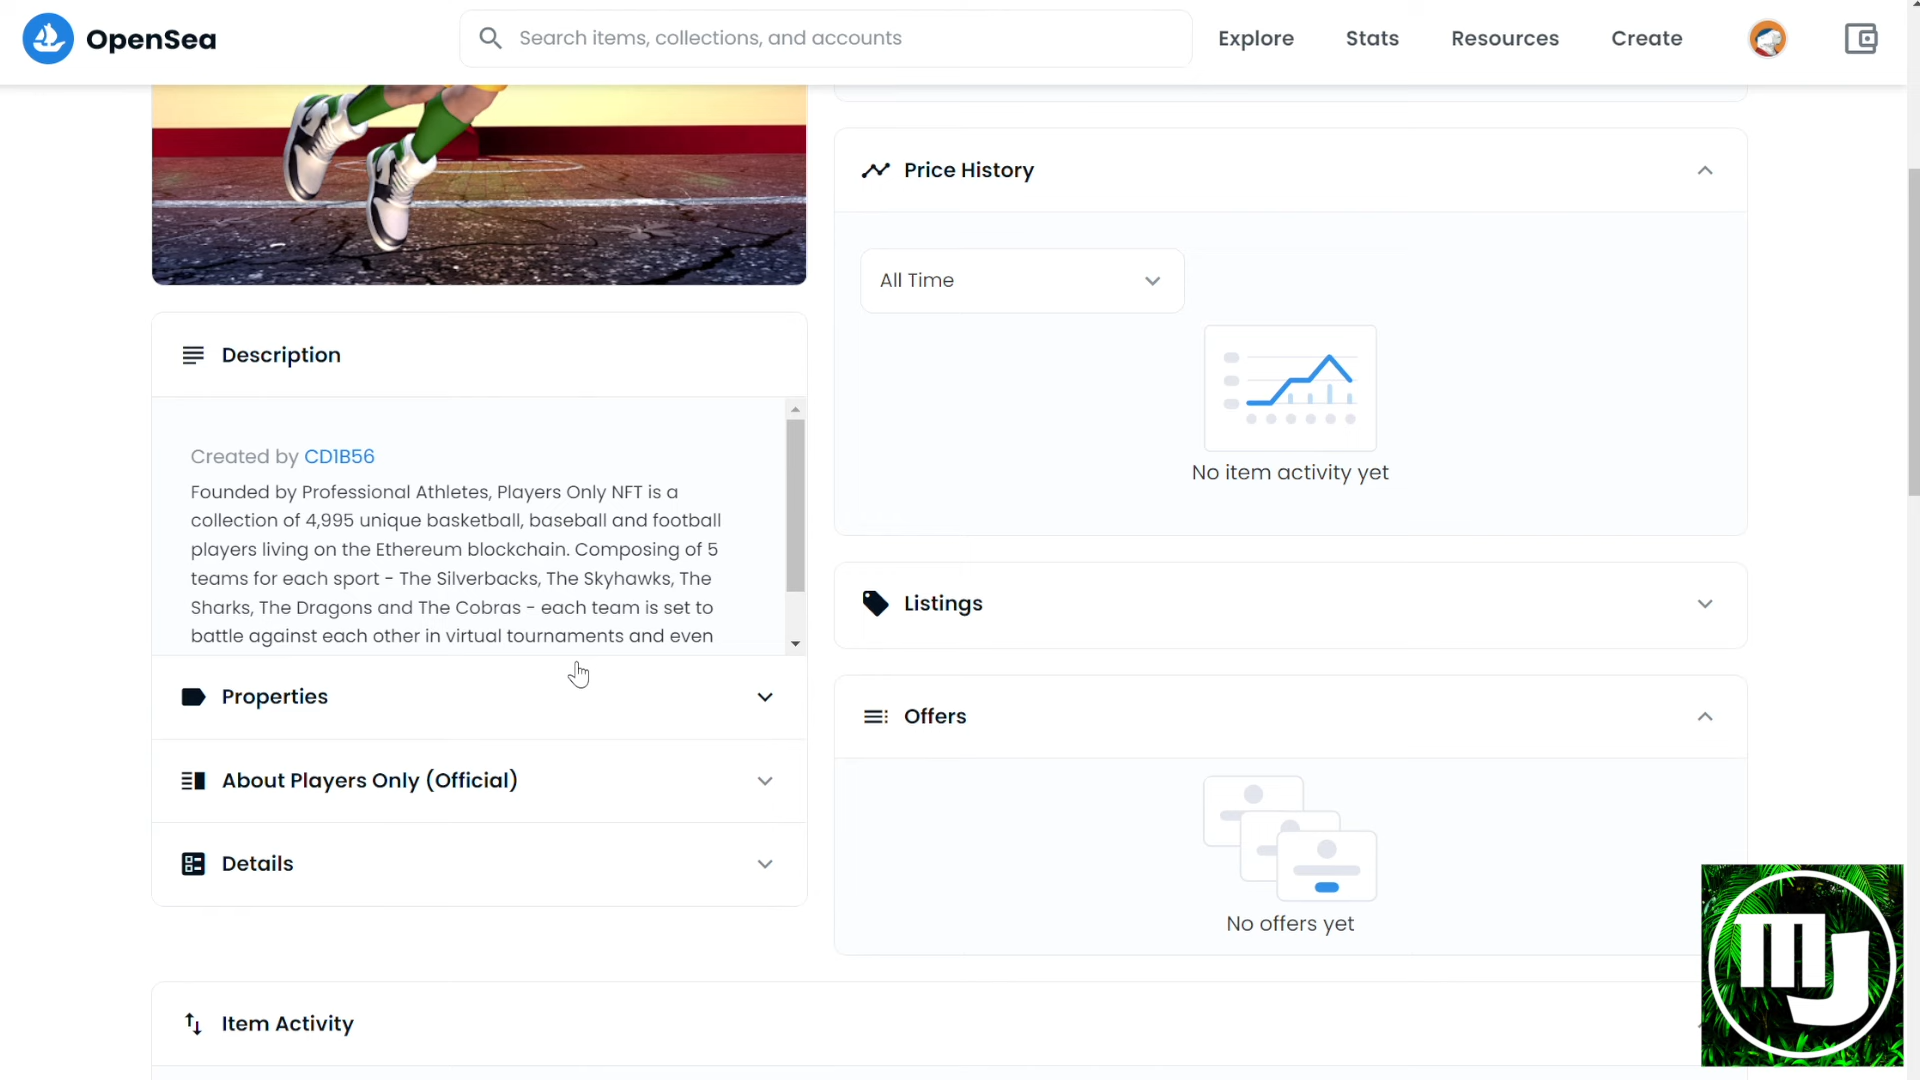 OpenSea
Search items, collections, and accounts
Explore
Stats
Resources
Create
Price History
All Time
No item activity yet
Description
Created by CD1B56
Founded by Professional Athletes, Players Only NFT is a
collection of 4,995 unique basketball, baseball and football
players living on the Ethereum blockchain. Composing of 5
teams for each sport - The Silverbacks, The Skyhawks, The
Sharks, The Dragons and The Cobras - each team is set to
battle against each other in virtual tournaments and even
Listings
Properties
Offers
About Players Only (Official)
Details
No offers yet
Item Activity
MJ